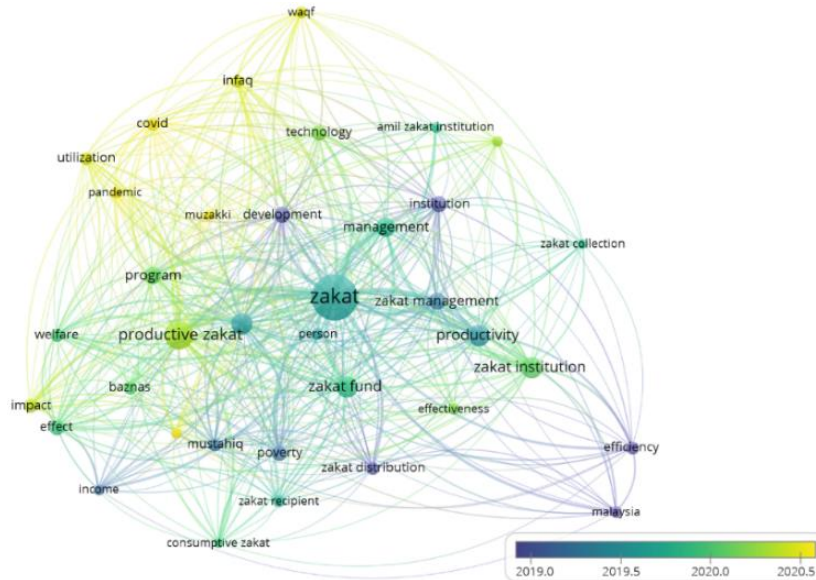 waqf
infaq
covid
technology
amil zakat institution
utilization
pandemic
muzakki
development
institution
management
zakat collection
program
zakat
zakat management
welfare
productive zakat
person
productivity
zakat institution
baznas
zakat fund
impact
effectiveness
effect
mustahiq
poverty
efficiency
zakat distribution
income
zakat recipient
malaysia
consumptive zakat
2019.0 2019.5 2020.0 2020.5